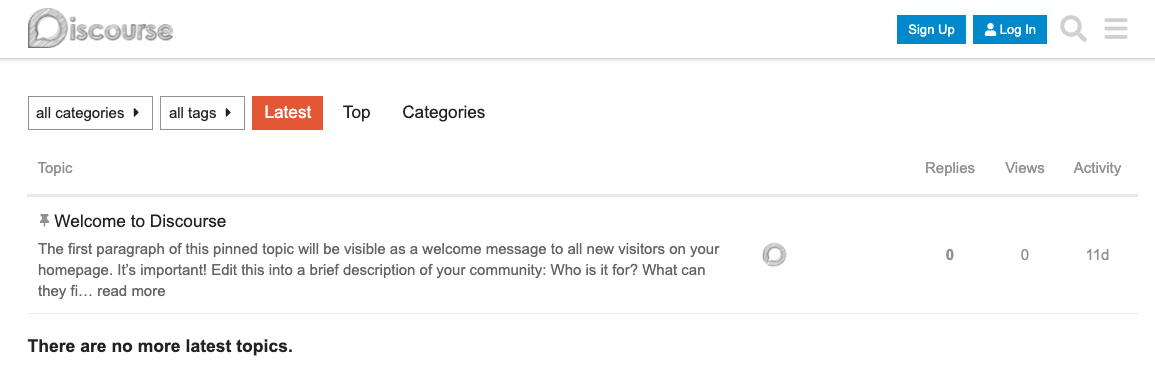 Discourse
Sign Up
Log In
all categories
all tags
Latest
Top
Categories
Topic
Replies
Views
Activity
Welcome to Discourse
The first paragraph of this pinned topic will be visible as a welcome message to all new visitors on your
homepage. It’s important! Edit this into a brief description of your community: Who is it for? What can
they fi… read more
0
0
11d
There are no more latest topics.